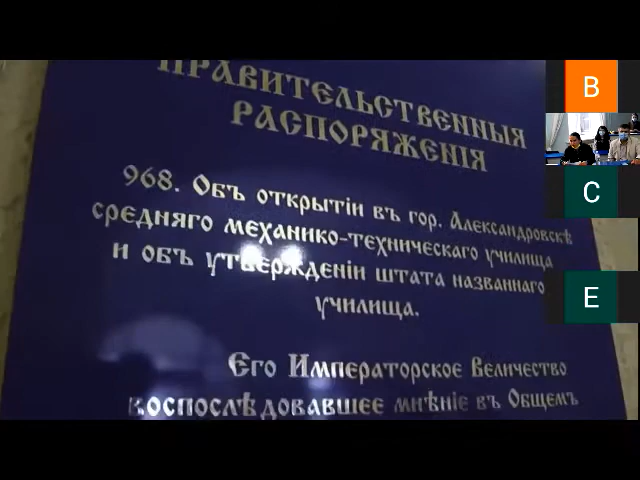 ПРАВИТЕЛЬСТВЕННЫЯ
РАСПОРЯЖЕНІЯ
968. Объ открытіи въ гор. Александровскѣ
средняго механико-техническаго училища
и объ утвержденіи штата названнаго
училища.
Его Императорское Величество
воспослѣдовавшее мнѣніе въ Общемъ
В
С
Е